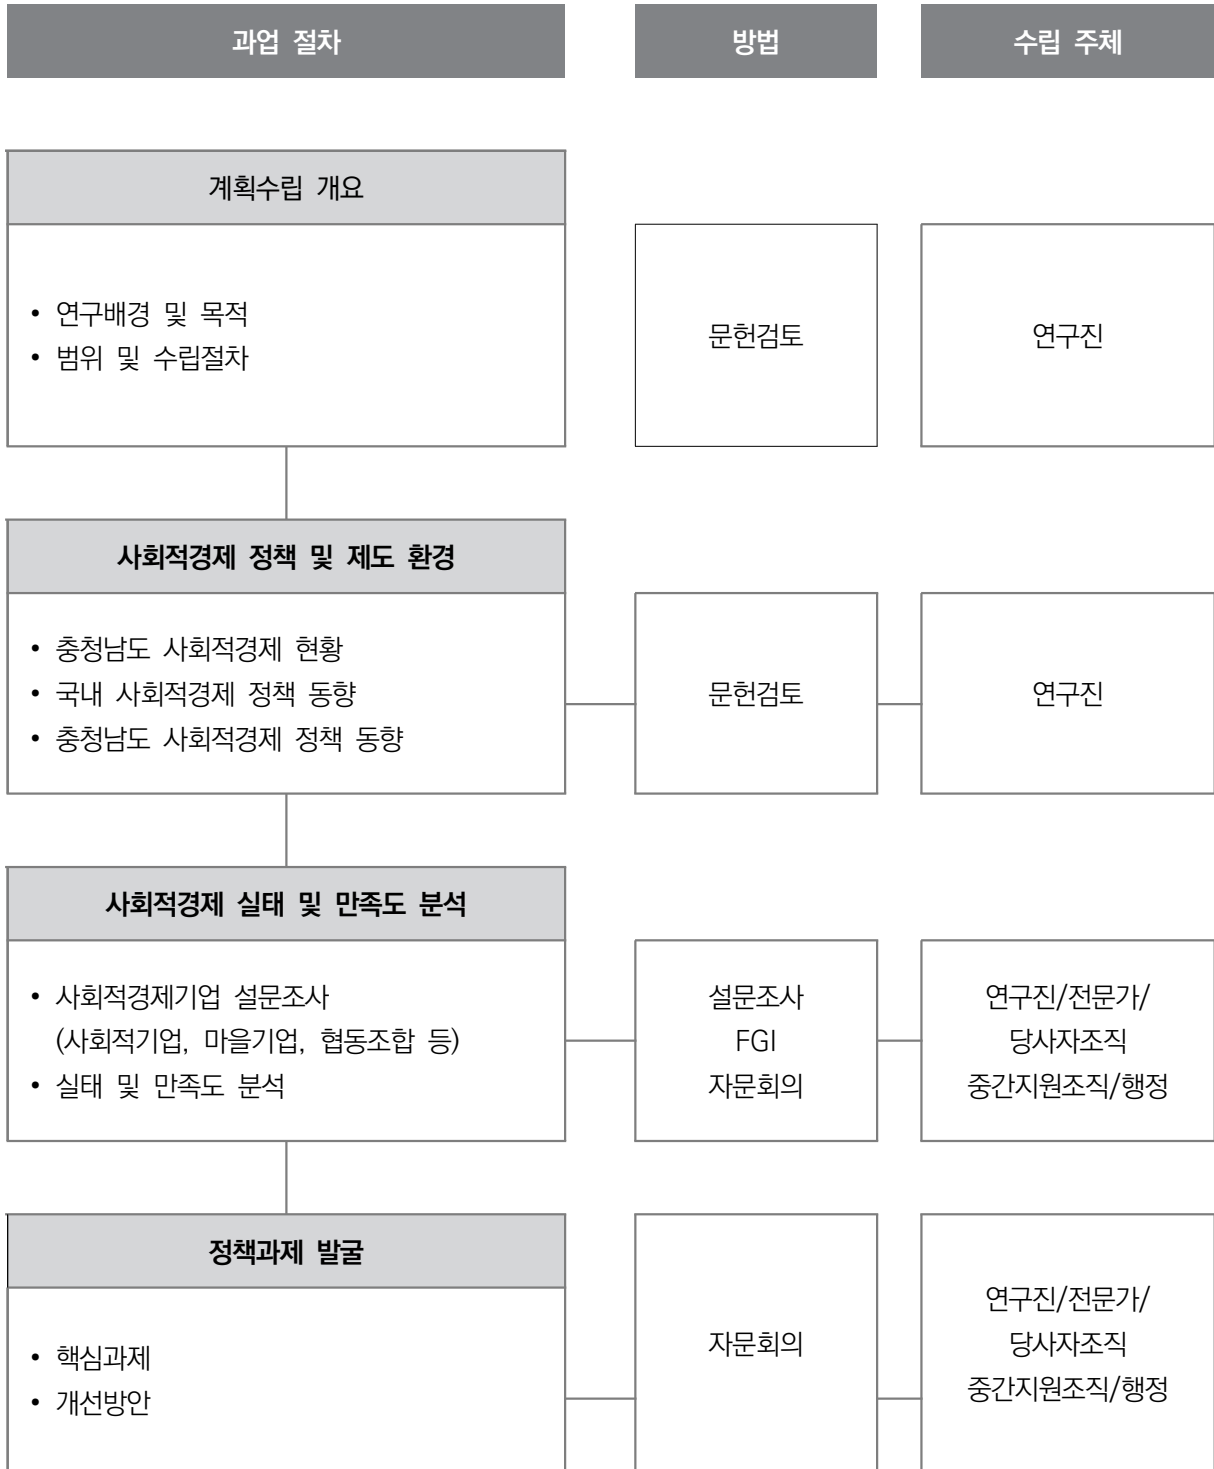 과업 절차
방법
수립 주체
계획수립 개요
• 연구배경 및 목적
• 범위 및 수립절차
문헌검토
연구진
사회적경제 정책 및 제도 환경
• 충청남도 사회적경제 현황
• 국내 사회적경제 정책 동향
• 충청남도 사회적경제 정책 동향
문헌검토
연구진
사회적경제 실태 및 만족도 분석
• 사회적경제기업 설문조사
(사회적기업, 마을기업, 협동조합 등)
• 실태 및 만족도 분석
설문조사
FGI
자문회의
연구진/전문가/
당사자조직
중간지원조직/행정
정책과제 발굴
• 핵심과제
• 개선방안
자문회의
연구진/전문가/
당사자조직
중간지원조직/행정